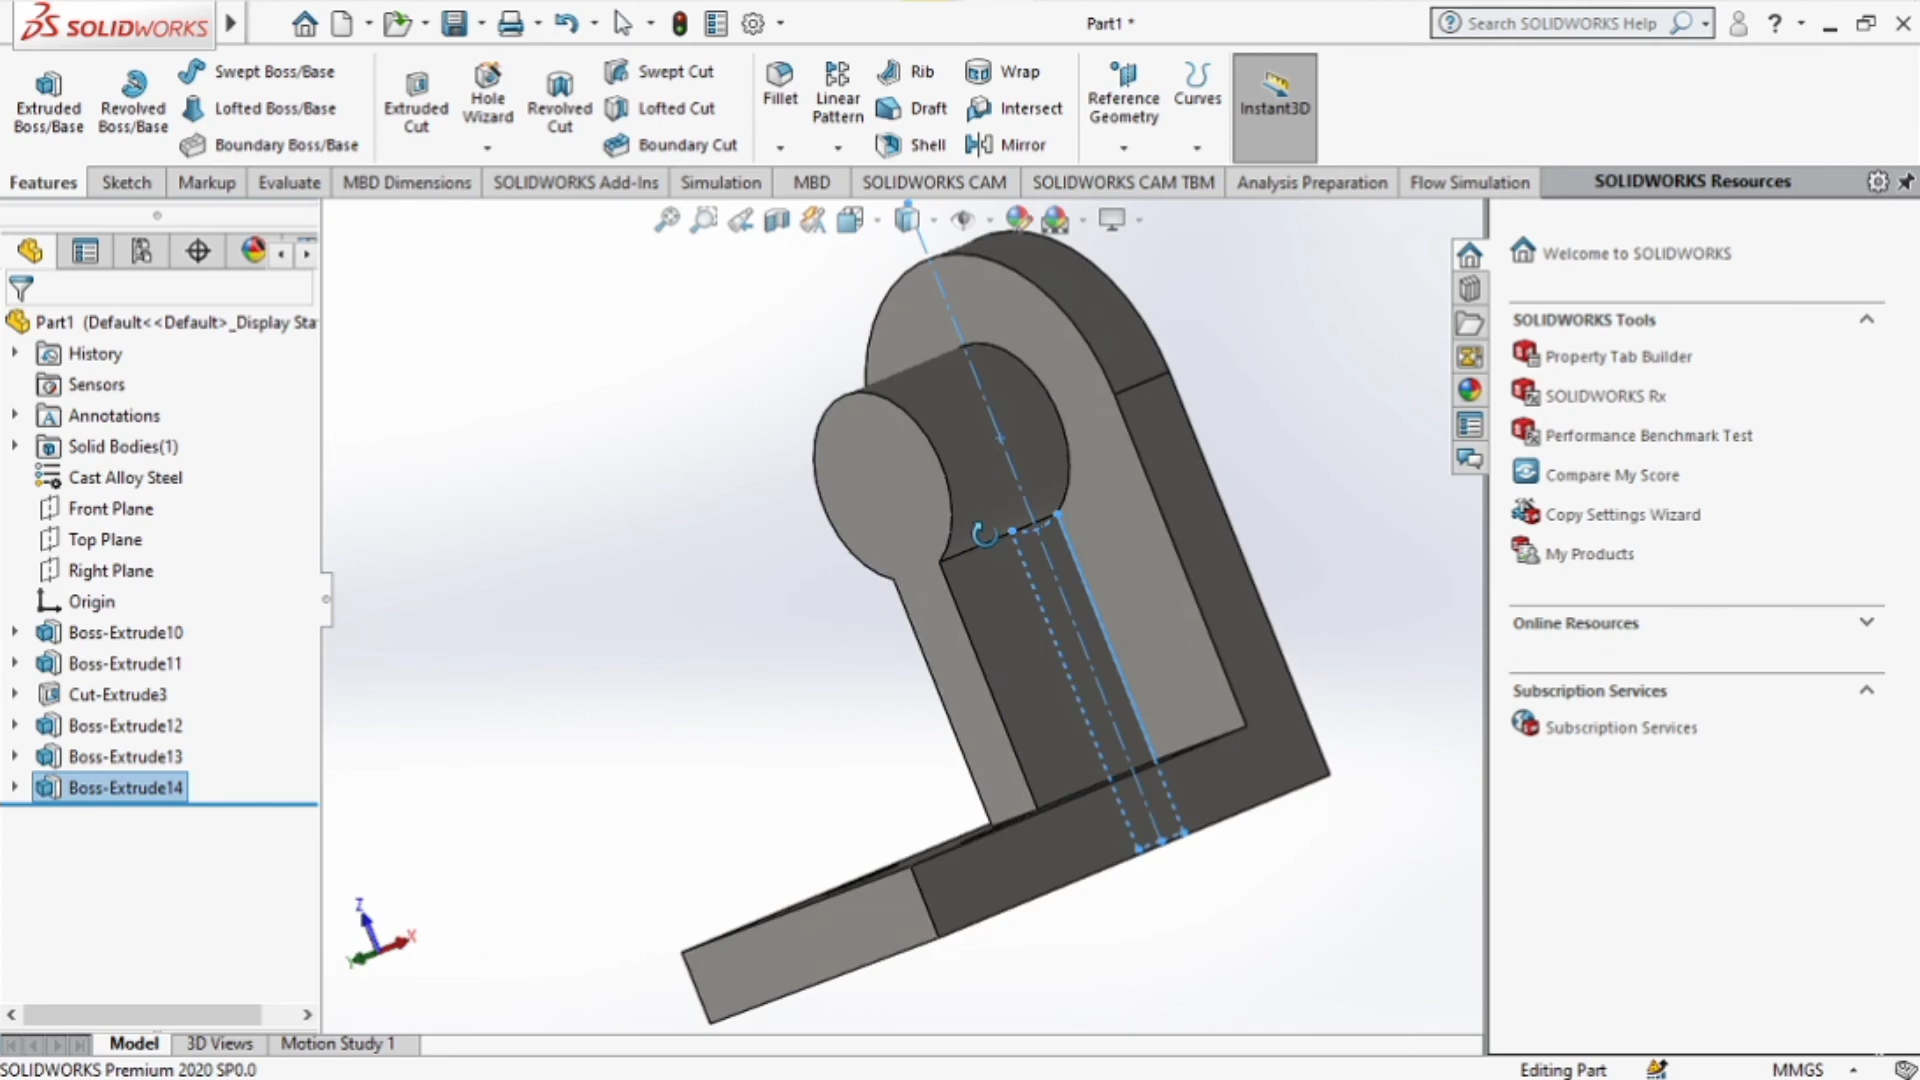 SOLIDWORKS
Part1 *
Search SOLIDWORKS Help
Extruded Boss/Base
Revolved Boss/Base
Swept Boss/Base
Lofted Boss/Base
Boundary Boss/Base
Extruded Cut
Hole Wizard
Revolved Cut
Swept Cut
Lofted Cut
Boundary Cut
Fillet
Linear Pattern
Rib
Draft
Shell
Wrap
Intersect
Mirror
Reference Geometry
Curves
Instant3D
Features
Sketch
Markup
Evaluate
MBD Dimensions
SOLIDWORKS Add-Ins
Simulation
MBD
SOLIDWORKS CAM
SOLIDWORKS CAM TBM
Analysis Preparation
Flow Simulation
SOLIDWORKS Resources
Part1 (Default<<Default>_Display Sta
History
Sensors
Annotations
Solid Bodies(1)
Cast Alloy Steel
Front Plane
Top Plane
Right Plane
Origin
Boss-Extrude10
Boss-Extrude11
Cut-Extrude3
Boss-Extrude12
Boss-Extrude13
Boss-Extrude14
Z
X
Y
Welcome to SOLIDWORKS
SOLIDWORKS Tools
Property Tab Builder
SOLIDWORKS Rx
Performance Benchmark Test
Compare My Score
Copy Settings Wizard
My Products
Online Resources
Subscription Services
Subscription Services
Model
3D Views
Motion Study 1
SOLIDWORKS Premium 2020 SP0.0
Editing Part
MMGS